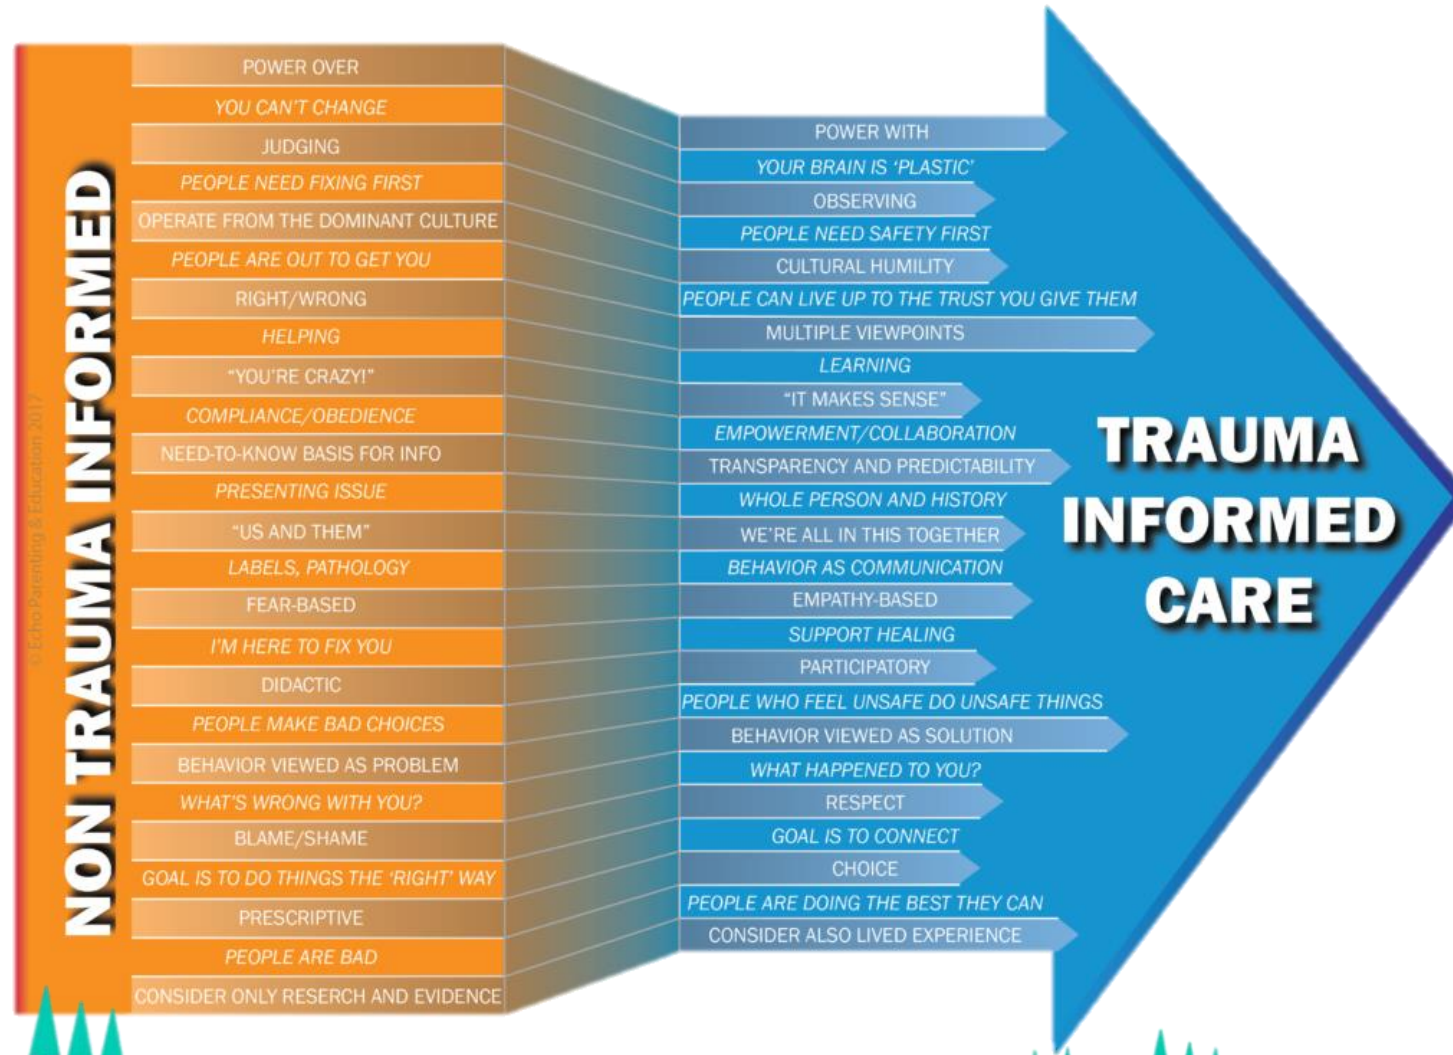 © Echo Parenting & Education 2017
NON TRAUMA INFORMED
POWER OVER
YOU CAN'T CHANGE
JUDGING
PEOPLE NEED FIXING FIRST
OPERATE FROM THE DOMINANT CULTURE
PEOPLE ARE OUT TO GET YOU
RIGHT/WRONG
HELPING
"YOU'RE CRAZY!"
COMPLIANCE/OBEDIENCE
NEED-TO-KNOW BASIS FOR INFO
PRESENTING ISSUE
"US AND THEM"
LABELS, PATHOLOGY
FEAR-BASED
I'M HERE TO FIX YOU
DIDACTIC
PEOPLE MAKE BAD CHOICES
BEHAVIOR VIEWED AS PROBLEM
WHAT'S WRONG WITH YOU?
BLAME/SHAME
GOAL IS TO DO THINGS THE 'RIGHT' WAY
PRESCRIPTIVE
PEOPLE ARE BAD
CONSIDER ONLY RESERCH AND EVIDENCE
POWER WITH
YOUR BRAIN IS 'PLASTIC'
OBSERVING
PEOPLE NEED SAFETY FIRST
CULTURAL HUMILITY
PEOPLE CAN LIVE UP TO THE TRUST YOU GIVE THEM
MULTIPLE VIEWPOINTS
LEARNING
"IT MAKES SENSE"
EMPOWERMENT/COLLABORATION
TRANSPARENCY AND PREDICTABILITY
WHOLE PERSON AND HISTORY
WE'RE ALL IN THIS TOGETHER
BEHAVIOR AS COMMUNICATION
EMPATHY-BASED
SUPPORT HEALING
PARTICIPATORY
PEOPLE WHO FEEL UNSAFE DO UNSAFE THINGS
BEHAVIOR VIEWED AS SOLUTION
WHAT HAPPENED TO YOU?
RESPECT
GOAL IS TO CONNECT
CHOICE
PEOPLE ARE DOING THE BEST THEY CAN
CONSIDER ALSO LIVED EXPERIENCE
TRAUMA
INFORMED
CARE